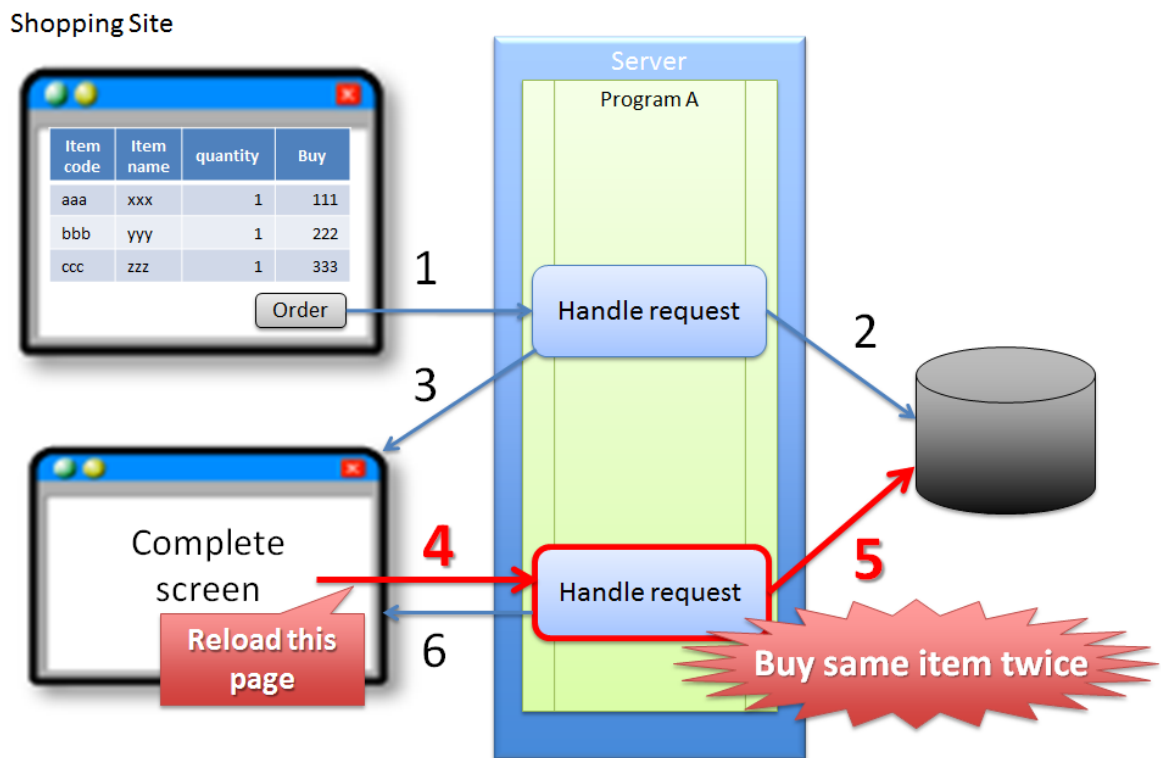 Shopping Site
Server
Program A
Item code
Item name
quantity
Buy
aaa xxx 1 111
bbb yyy 1 222
ccc zzz 1 333
Order
1
Handle request
2
3
Complete
screen
4
Handle request
5
Reload this
page
6
Buy same item twice